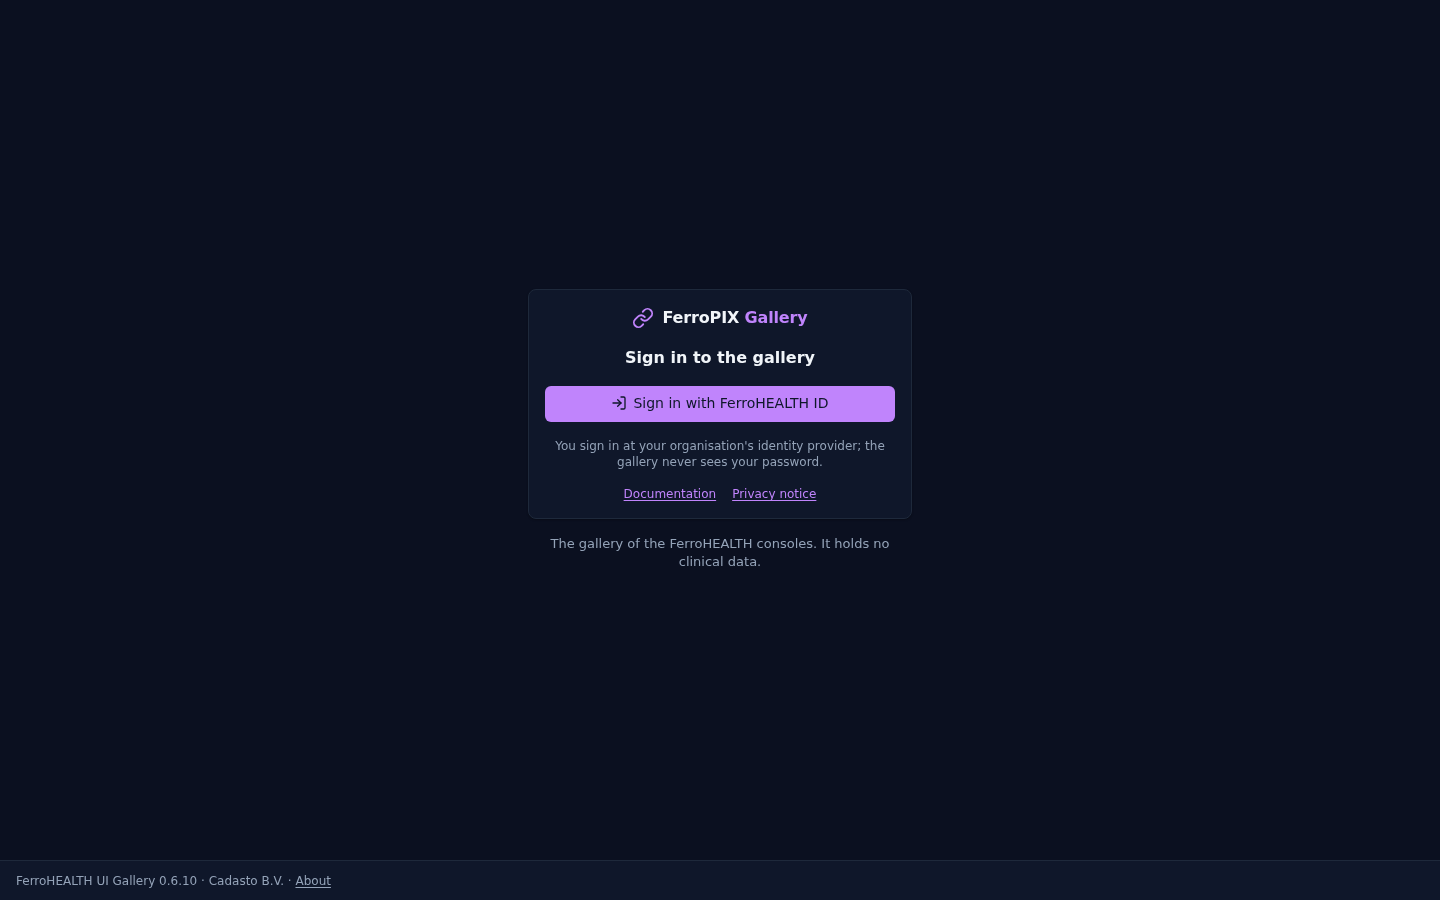 FerroPIX Gallery
Sign in to the gallery
Sign in with FerroHEALTH ID
You sign in at your organisation's identity provider; the
gallery never sees your password.
Documentation Privacy notice
The gallery of the FerroHEALTH consoles. It holds no
clinical data.
FerroHEALTH UI Gallery 0.6.10 · Cadasto B.V. · About